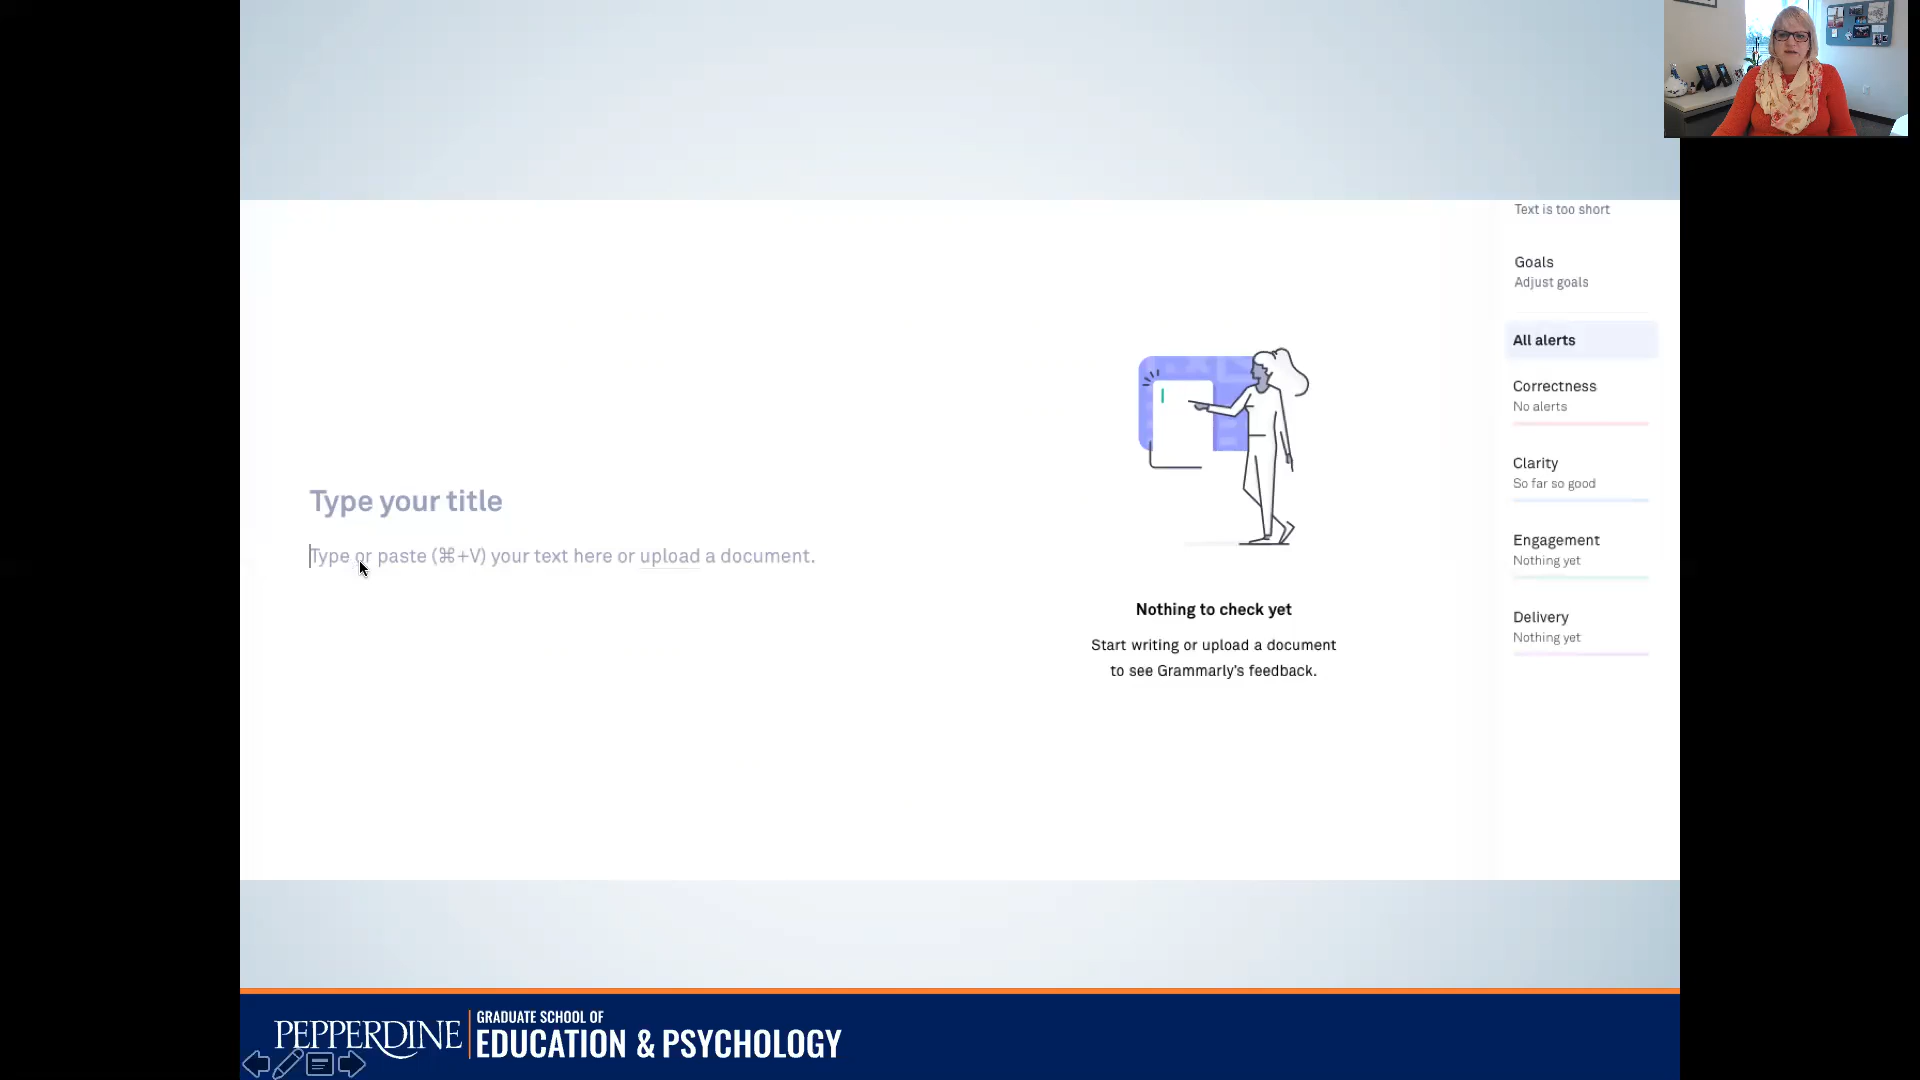 Text is too short
Goals
Adjust goals
All alerts
Correctness
No alerts
Clarity
So far so good
Engagement
Nothing yet
Delivery
Nothing yet
Type your title
Type or paste (⌘+V) your text here or upload a document.
Nothing to check yet
Start writing or upload a document
to see Grammarly's feedback.
PEPPERDINE
GRADUATE SCHOOL OF
EDUCATION & PSYCHOLOGY